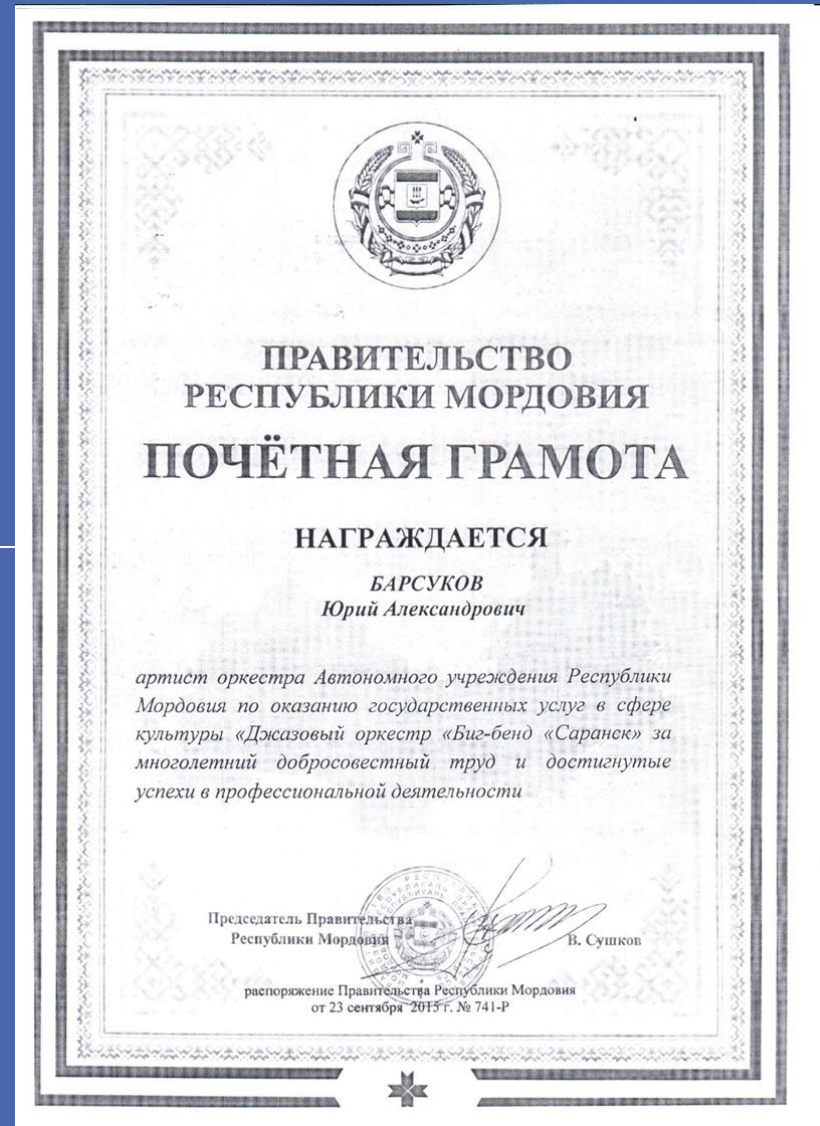 ПРАВИТЕЛЬСТВО
РЕСПУБЛИКИ МОРДОВИЯ
ПОЧЁТНАЯ ГРАМОТА
НАГРАЖДАЕТСЯ
БАРСУКОВ
Юрий Александрович
артист оркестра Автономного учреждения Республики
Мордовия по оказанию государственных услуг в сфере
культуры «Джазовый оркестр «Биг-бенд «Саранск» за
многолетний добросовестный труд и достигнутые
успехи в профессиональной деятельности
Председатель Правительства
Республики Мордовия
В. Сушков
распоряжение Правительства Республики Мордовия
от 23 сентября 2015 г. № 741-Р